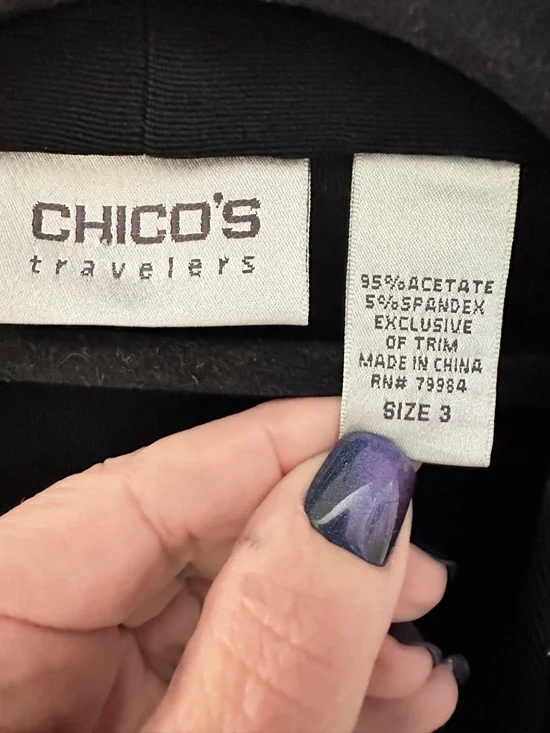 CHICO'S
travelers
95%ACETATE
5%SPANDEX
EXCLUSIVE
OF TRIM
MADE IN CHINA
RN# 79984
SIZE 3